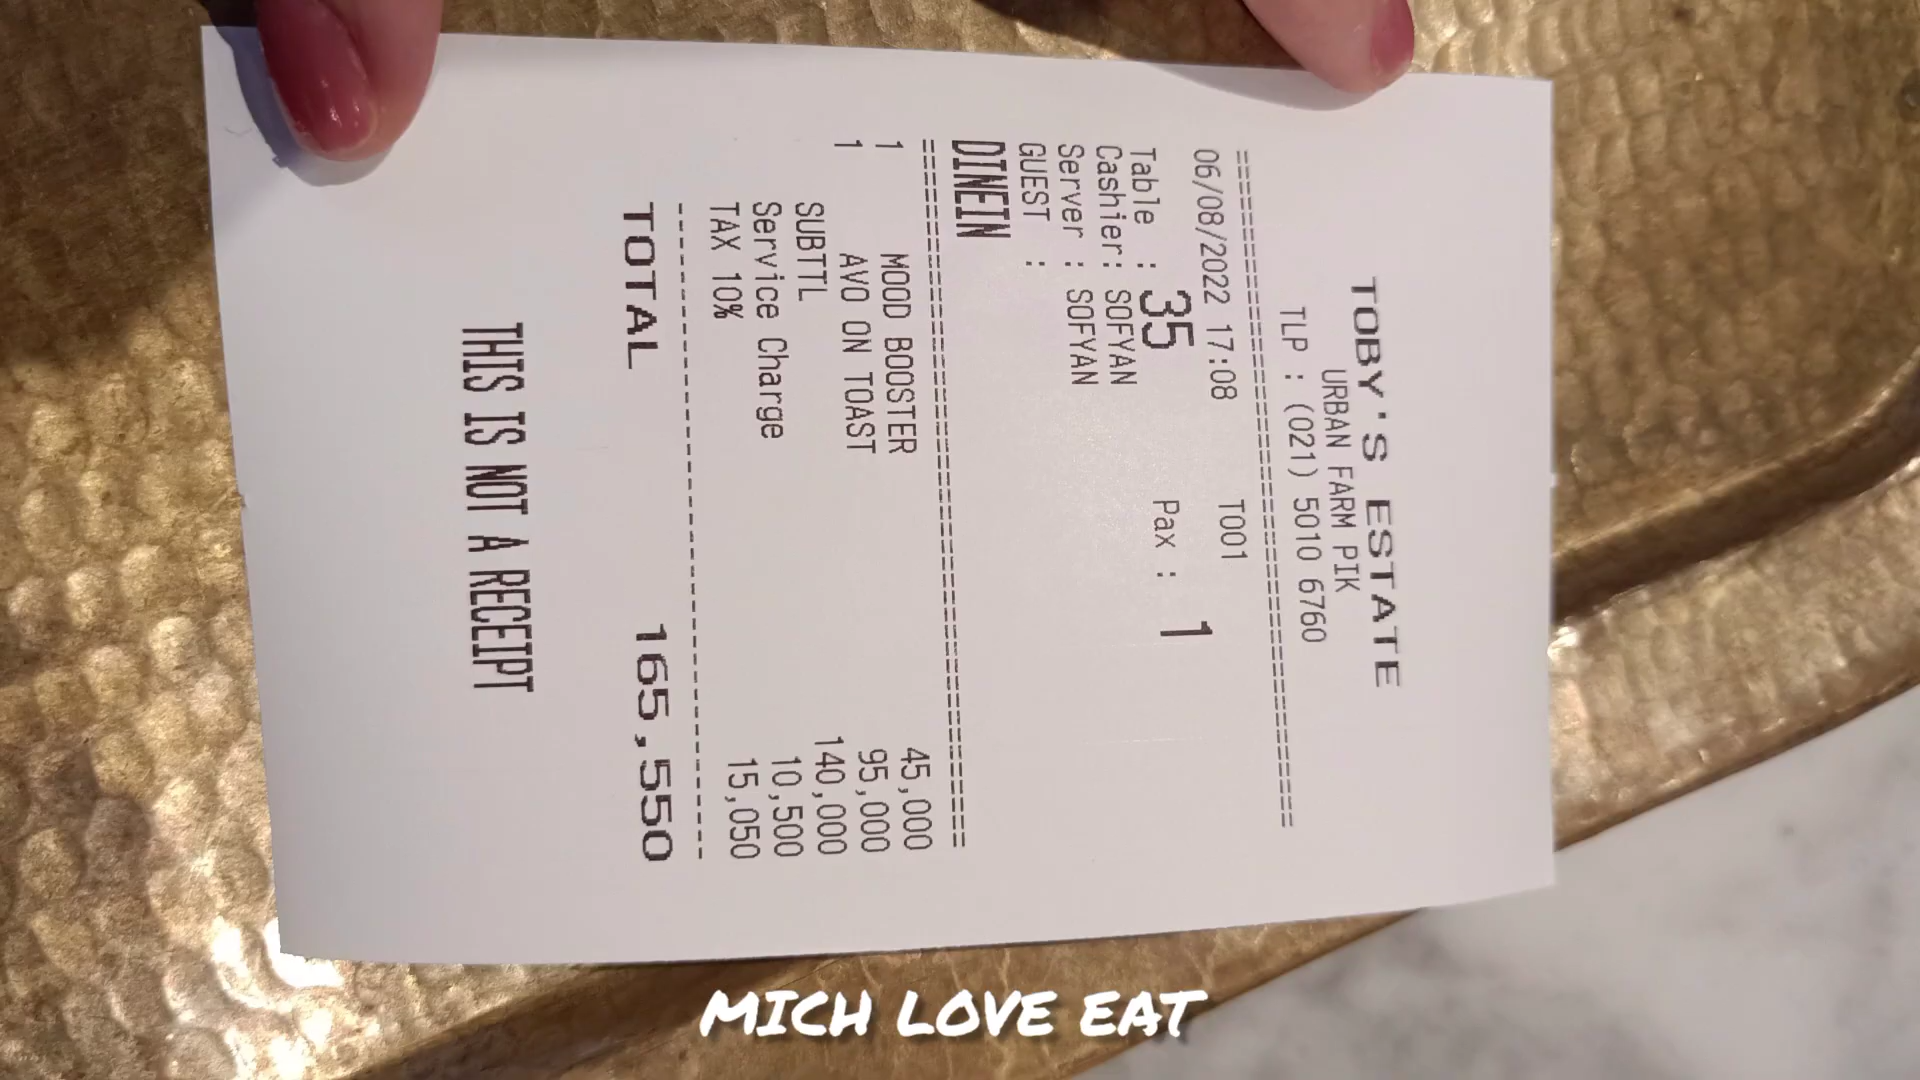 TOBY'S ESTATE
URBAN FARM PIK
TLP : (021) 5010 6760
==========================================
06/08/2022 17:08 T001
Table : 35 Pax : 1
Cashier: SOFYAN
Server : SOFYAN
GUEST :
DINEIN
==========================================
1 MOOD BOOSTER 45,000
1 AVO ON TOAST 95,000
SUBTTL 140,000
Service Charge 10,500
TAX 10% 15,050
--------------------------------------
TOTAL 165,550
THIS IS NOT A RECEIPT
MICH LOVE EAT